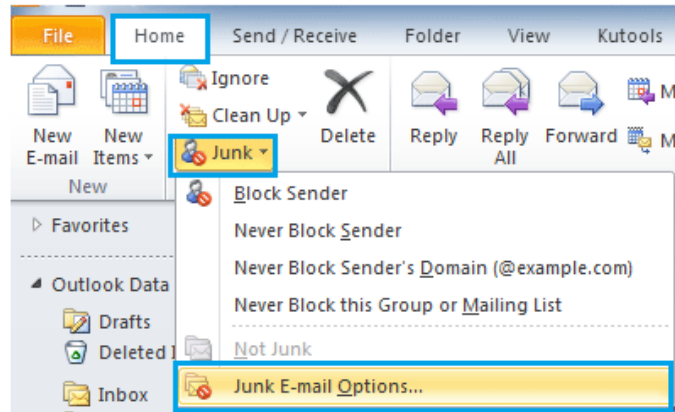 File Home Send / Receive Folder View Kutools
Ignore
Clean Up
Junk
Delete
Reply
Reply All
Forward
New E-mail
New Items
New
Block Sender
Never Block Sender
Never Block Sender's Domain (@example.com)
Never Block this Group or Mailing List
Not Junk
Junk E-mail Options...
Favorites
Outlook Data
Drafts
Deleted
Inbox